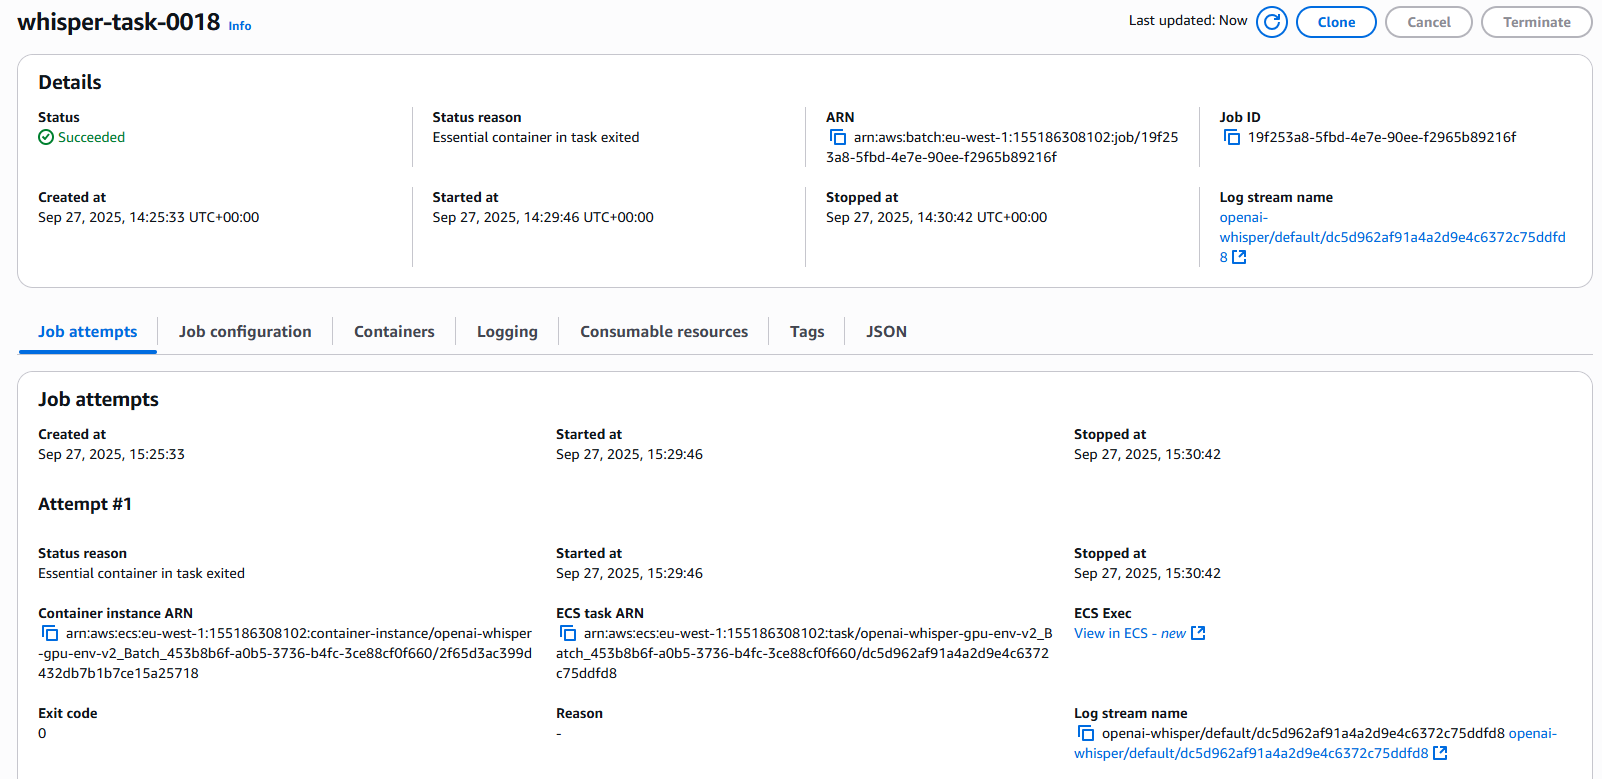 whisper-task-0018 Info
Last updated: Now
Clone
Cancel
Terminate
Details
Status
Succeeded
Status reason
Essential container in task exited
ARN
arn:aws:batch:eu-west-1:155186308102:job/19f25
3a8-5fbd-4e7e-90ee-f2965b89216f
Job ID
19f253a8-5fbd-4e7e-90ee-f2965b89216f
Created at
Sep 27, 2025, 14:25:33 UTC+00:00
Started at
Sep 27, 2025, 14:29:46 UTC+00:00
Stopped at
Sep 27, 2025, 14:30:42 UTC+00:00
Log stream name
openai-
whisper/default/dc5d962af91a4a2d9e4c6372c75ddfd
8
Job attempts
Job configuration
Containers
Logging
Consumable resources
Tags
JSON
Job attempts
Created at
Sep 27, 2025, 15:25:33
Started at
Sep 27, 2025, 15:29:46
Stopped at
Sep 27, 2025, 15:30:42
Attempt #1
Status reason
Essential container in task exited
Started at
Sep 27, 2025, 15:29:46
Stopped at
Sep 27, 2025, 15:30:42
Container instance ARN
arn:aws:ecs:eu-west-1:155186308102:container-instance/openai-whisper
-gpu-env-v2_Batch_453b8b6f-a0b5-3736-b4fc-3ce88cf0f660/2f65d3ac399d
432db7b1b7ce15a25718
ECS task ARN
arn:aws:ecs:eu-west-1:155186308102:task/openai-whisper-gpu-env-v2_B
atch_453b8b6f-a0b5-3736-b4fc-3ce88cf0f660/dc5d962af91a4a2d9e4c6372
c75ddfd8
ECS Exec
View in ECS - new
Exit code
0
Reason
-
Log stream name
openai-whisper/default/dc5d962af91a4a2d9e4c6372c75ddfd8 openai-
whisper/default/dc5d962af91a4a2d9e4c6372c75ddfd8